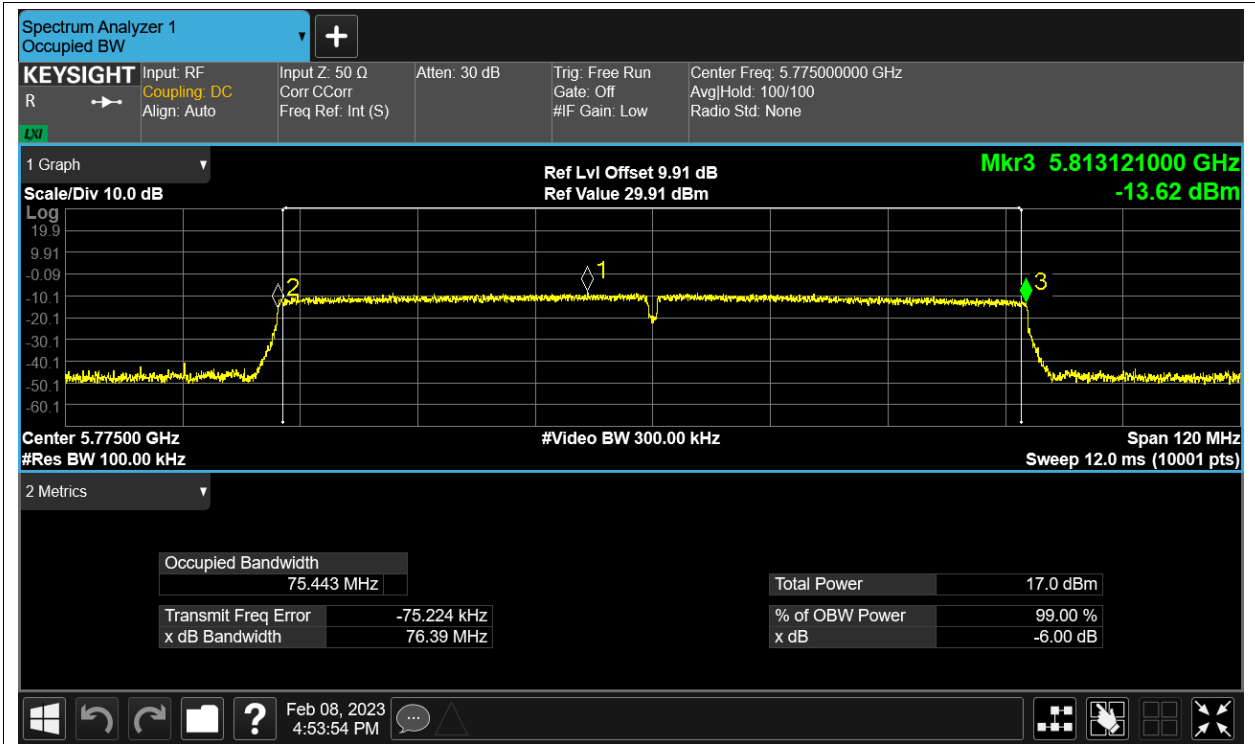 Spectrum Analyzer 1
Occupied BW
▼
+
KEYSIGHT
R
LXI
Input: RF
Coupling: DC
Align: Auto
Input Z: 50 Ω
Corr CCorr
Freq Ref: Int (S)
Atten: 30 dB
Trig: Free Run
Gate: Off
#IF Gain: Low
Center Freq: 5.775000000 GHz
Avg|Hold: 100/100
Radio Std: None
1 Graph ▼
Scale/Div 10.0 dB
Ref Lvl Offset 9.91 dB
Ref Value 29.91 dBm
Mkr3 5.813121000 GHz
-13.62 dBm
Log
19.9
9.91
-0.09
-10.1
-20.1
-30.1
-40.1
-50.1
-60.1
1
2
3
Center 5.77500 GHz
#Video BW 300.00 kHz
Span 120 MHz
#Res BW 100.00 kHz
Sweep 12.0 ms (10001 pts)
2 Metrics ▼
Occupied Bandwidth
75.443 MHz
Transmit Freq Error -75.224 kHz
x dB Bandwidth 76.39 MHz
Total Power 17.0 dBm
% of OBW Power 99.00 %
x dB -6.00 dB
?
Feb 08, 2023
4:53:54 PM